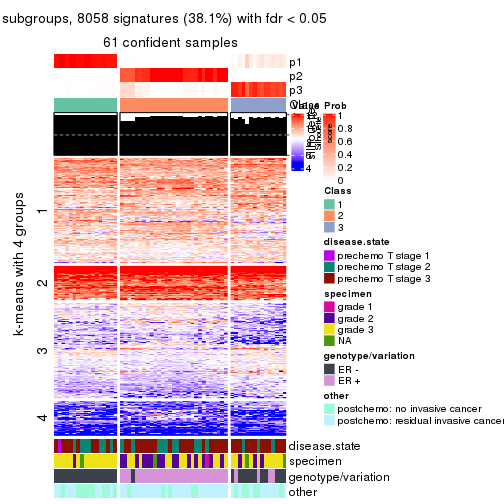 subgroups, 8058 signatures (38.1%) with fdr < 0.05
61 confident samples
p1
p2
p3
Class
Value
Prob
1
0.8
0.6
0.4
0.2
0
6
4
Silhouette
score
k-means with 4 groups
1
2
3
4
Class
1
2
3
disease.state
prechemo T stage 1
prechemo T stage 2
prechemo T stage 3
specimen
grade 1
grade 2
grade 3
NA
genotype/variation
ER -
ER +
other
postchemo: no invasive cancer
postchemo: residual invasive cancer
disease.state
specimen
genotype/variation
other